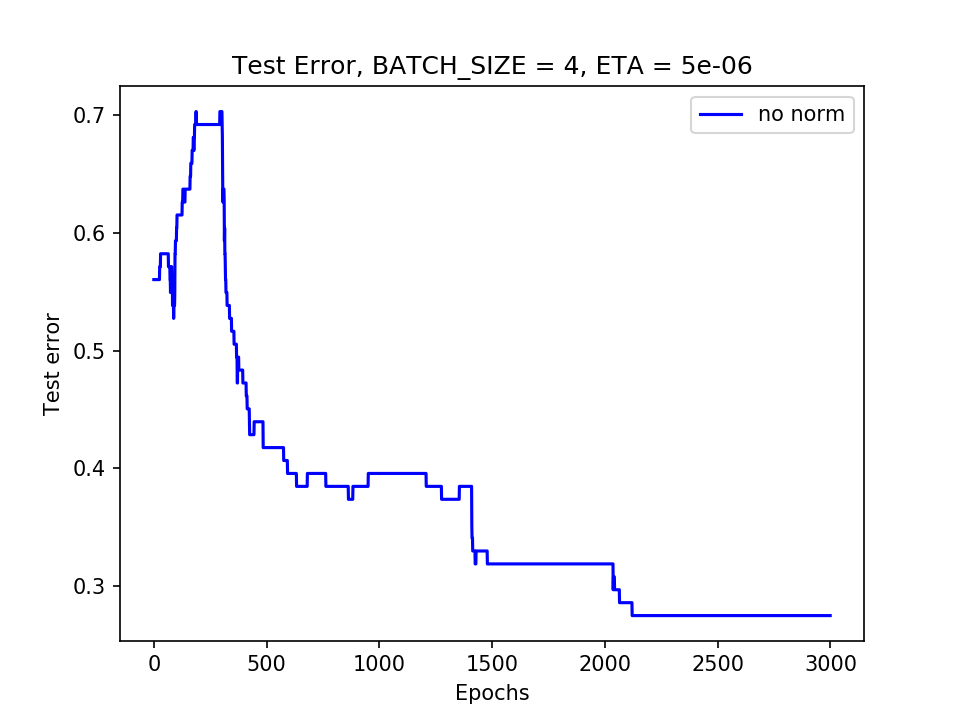 Test Error, BATCH_SIZE = 4, ETA = 5e-06
no norm
Test error
0.7
0.6
0.5
0.4
0.3
0 500 1000 1500 2000 2500 3000
Epochs